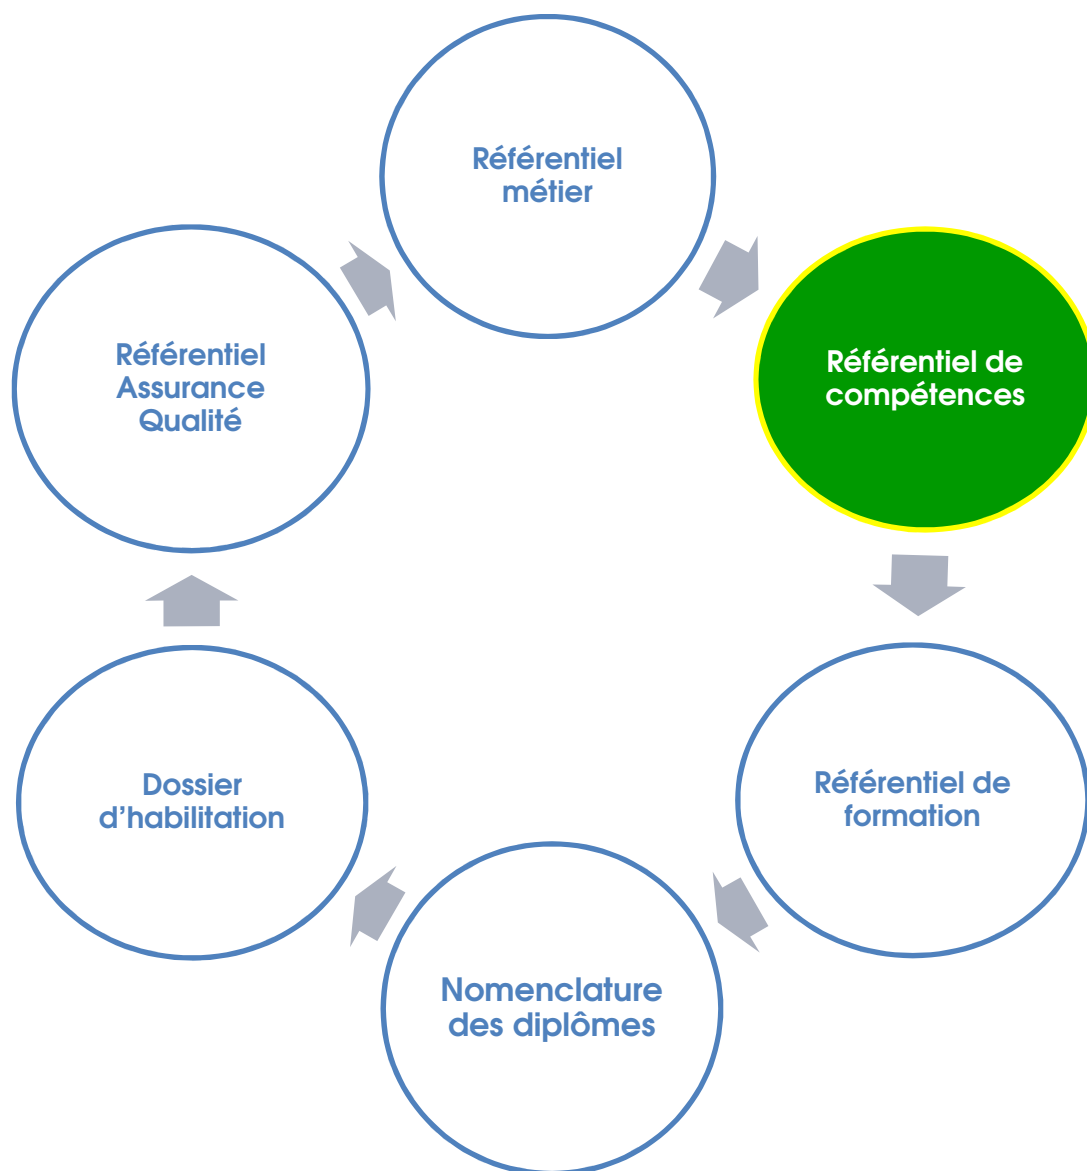 Référentiel
métier
Référentiel de
compétences
Référentiel de
formation
Nomenclature
des diplômes
Dossier
d’habilitation
Référentiel
Assurance
Qualité